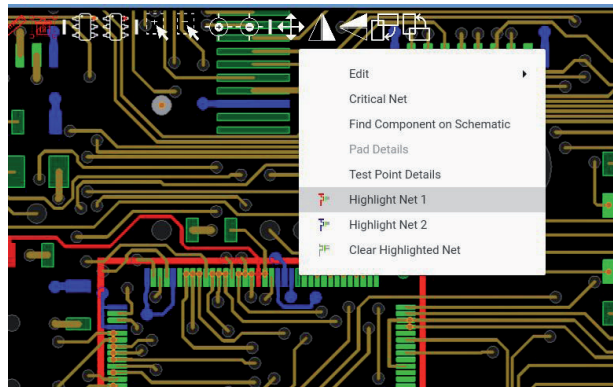 Edit
Critical Net
Find Component on Schematic
Pad Details
Test Point Details
Highlight Net 1
Highlight Net 2
Clear Highlighted Net